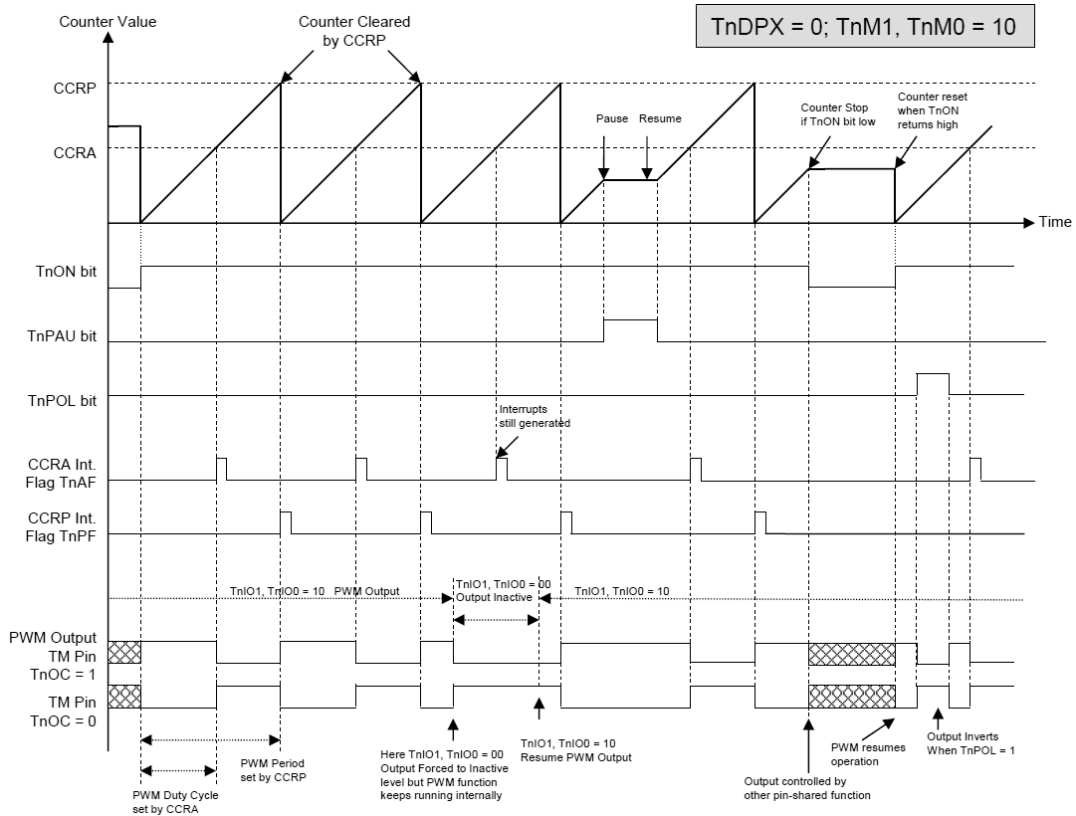 Counter Value
Counter Cleared
by CCRP
TnDPX = 0; TnM1, TnM0 = 10
CCRP
CCRA
Pause
Resume
Counter Stop
if TnON bit low
Counter reset
when TnON
returns high
Time
TnON bit
TnPAU bit
TnPOL bit
Interrupts
still generated
CCRA Int.
Flag TnAF
CCRP Int.
Flag TnPF
TnIO1, TnIO0 = 10 PWM Output
TnIO1, TnIO0 = 00
Output Inactive
TnIO1, TnIO0 = 10
PWM Output
TM Pin
TnOC = 1
TM Pin
TnOC = 0
PWM Period
set by CCRP
PWM Duty Cycle
set by CCRA
Here TnIO1, TnIO0 = 00
Output Forced to Inactive
level but PWM function
keeps running internally
TnIO1, TnIO0 = 10
Resume PWM Output
Output controlled by
other pin-shared function
PWM resumes
operation
Output Inverts
When TnPOL = 1